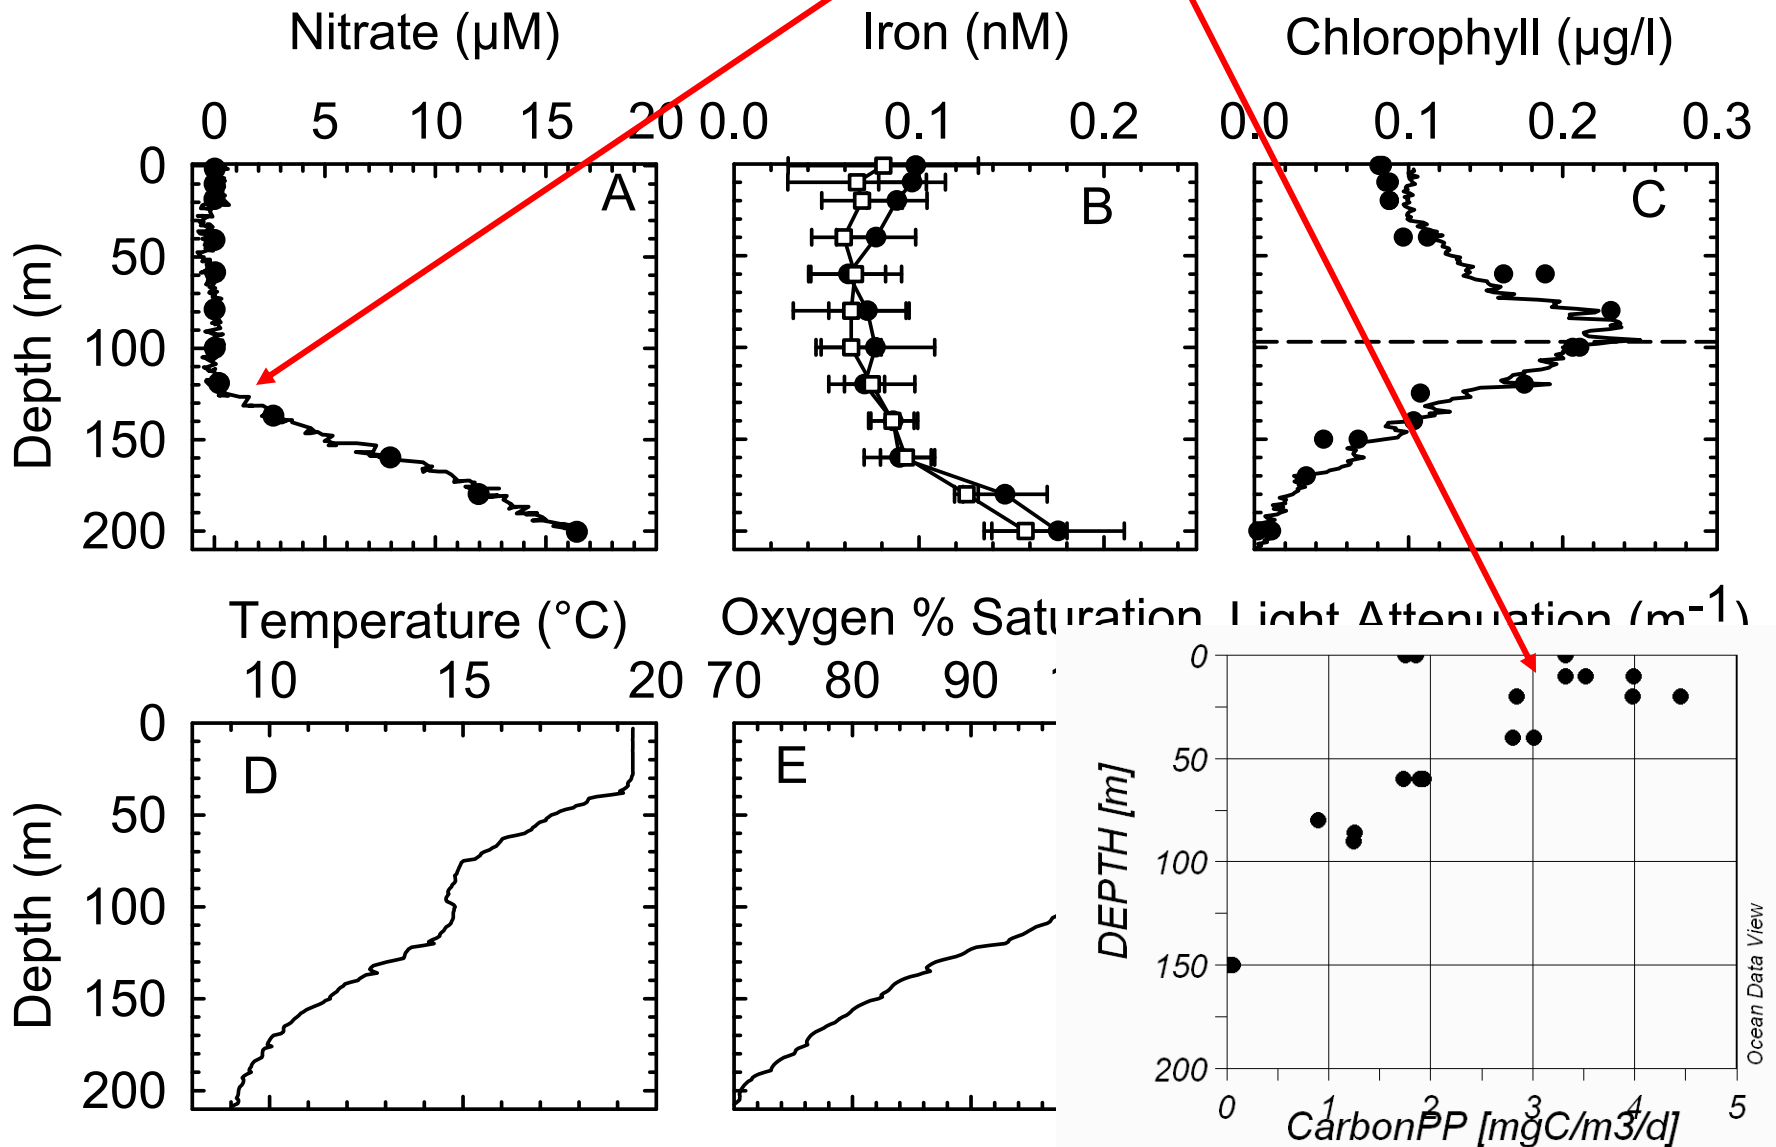 Nitrate (µM)
Iron (nM)
Chlorophyll (µg/l)
0 5 10 15 20
0.0 0.1 0.2
0.0 0.1 0.2 0.3
0
50
100
150
200
Depth (m)
A
B
C
Temperature (°C)
Oxygen % Saturation
Light Attenuation (m-1)
10 15 20
70 80 90
0
50
100
150
200
Depth (m)
D
E
0
50
100
150
200
DEPTH [m]
0 1 2 3 4 5
CarbonPP [mgC/m3/d]
Ocean Data View